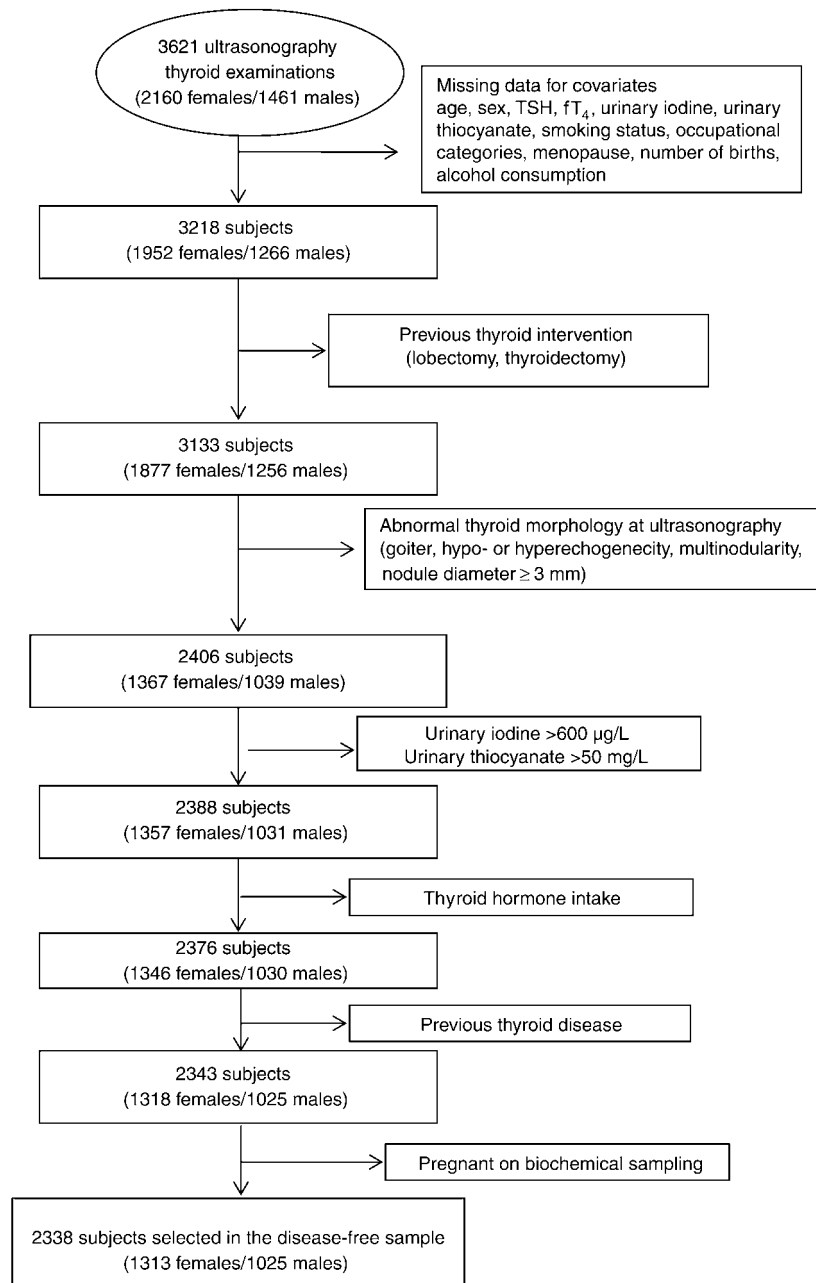 3621 ultrasonography
thyroid examinations
(2160 females/1461 males)
Missing data for covariates
age, sex, TSH, fT4, urinary iodine, urinary
thiocyanate, smoking status, occupational
categories, menopause, number of births,
alcohol consumption
3218 subjects
(1952 females/1266 males)
Previous thyroid intervention
(lobectomy, thyroidectomy)
3133 subjects
(1877 females/1256 males)
Abnormal thyroid morphology at ultrasonography
(goiter, hypo- or hyperechogenecity, multinodularity,
nodule diameter ≥ 3 mm)
2406 subjects
(1367 females/1039 males)
Urinary iodine >600 µg/L
Urinary thiocyanate >50 mg/L
2388 subjects
(1357 females/1031 males)
Thyroid hormone intake
2376 subjects
(1346 females/1030 males)
Previous thyroid disease
2343 subjects
(1318 females/1025 males)
Pregnant on biochemical sampling
2338 subjects selected in the disease-free sample
(1313 females/1025 males)